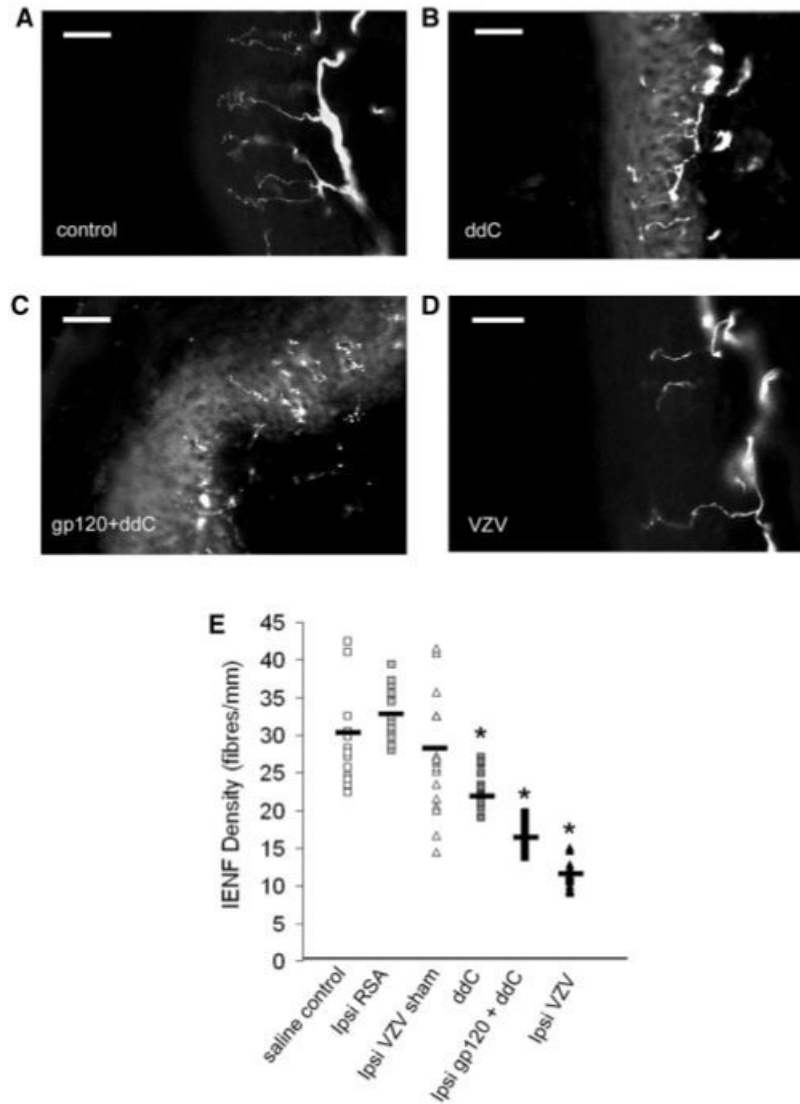 A
control
B
ddC
C
gp120+ddC
D
VZV
E
IENF Density (fibres/mm)
45
40
35
30
25
20
15
10
5
0
*
*
*
saline control
Ipsi RSA
Ipsi VZV sham
ddC
Ipsi gp120 + ddC
Ipsi VZV